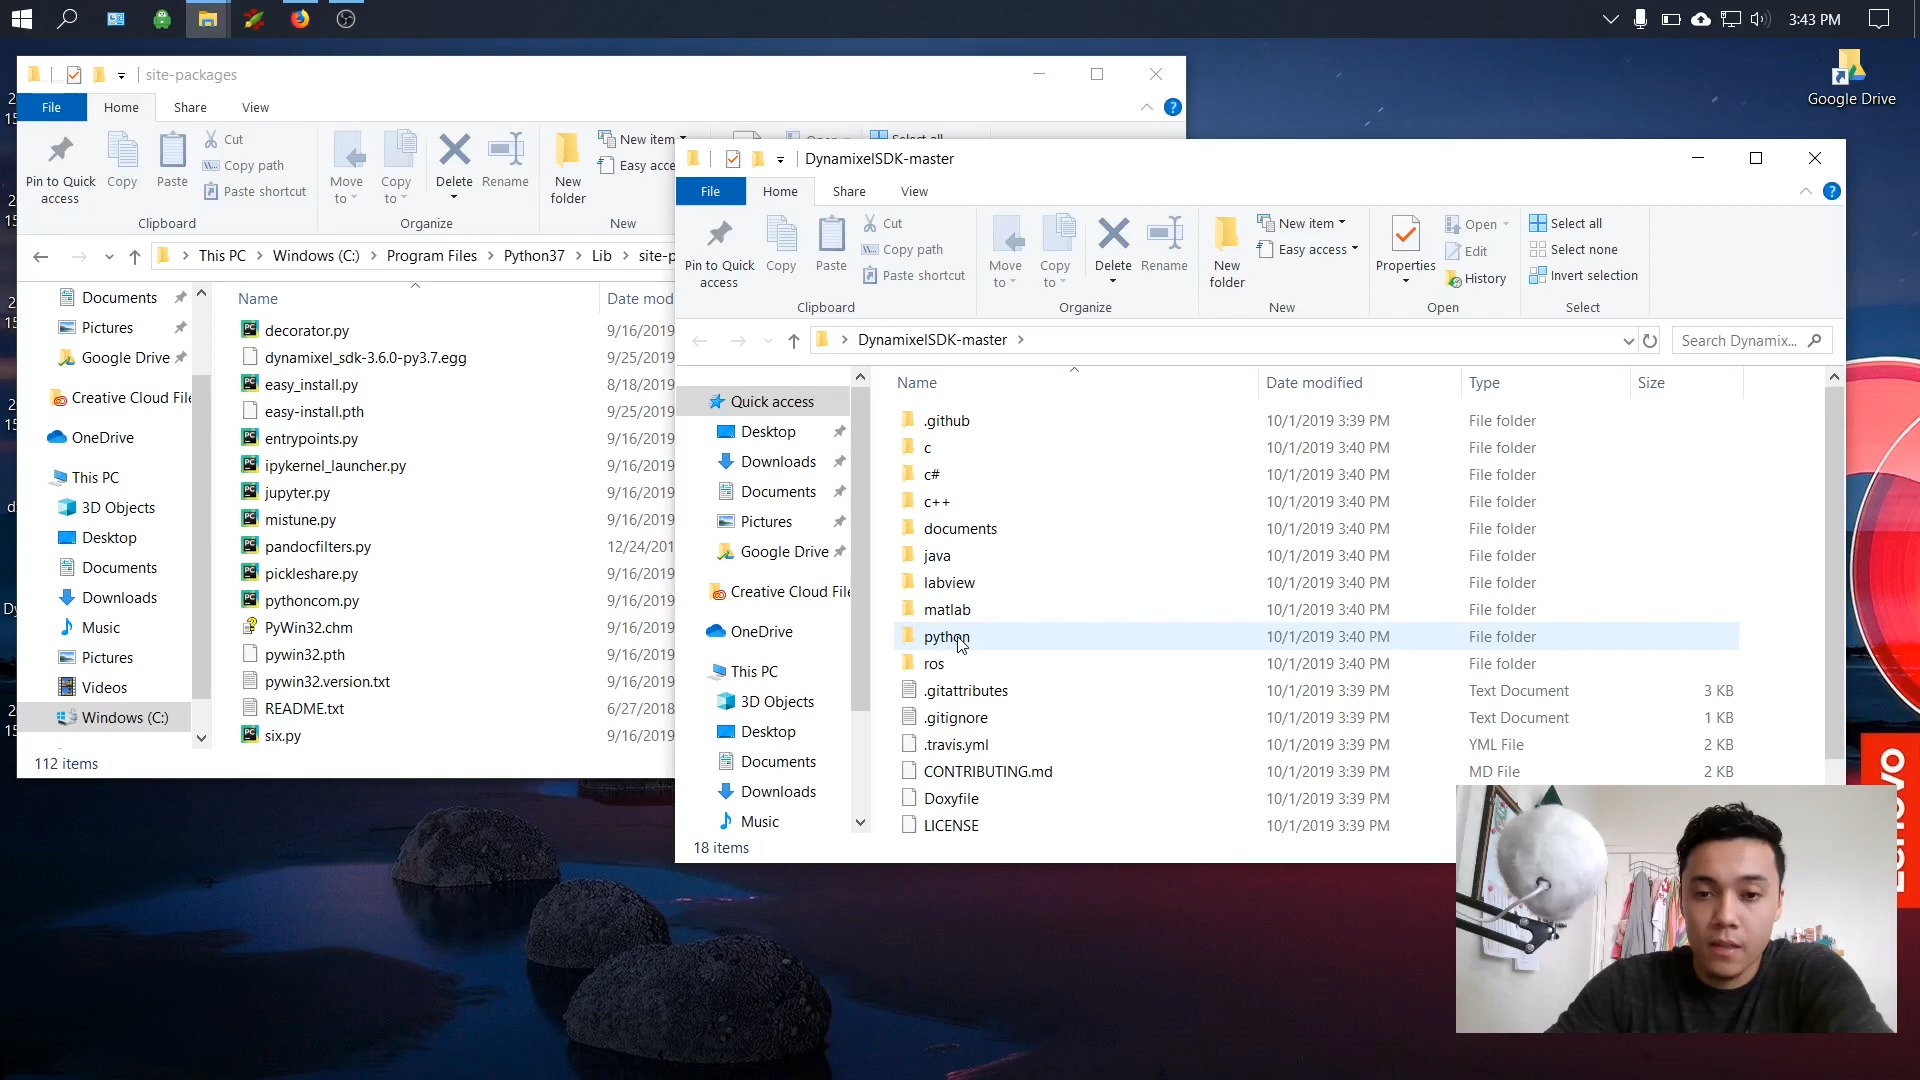 3:43 PM
Google Drive
site-packages
File
Home
Share
View
Pin to Quick access
Copy
Paste
Cut
Copy path
Paste shortcut
Clipboard
Move to
Copy to
Delete
Rename
Organize
New folder
New item
Easy acce
New
Select all
This PC
Windows (C:)
Program Files
Python37
Lib
site-p
Documents
Pictures
Google Drive
Creative Cloud File
OneDrive
This PC
3D Objects
Desktop
Documents
Downloads
Music
Pictures
Videos
Windows (C:)
Name Date mod
decorator.py 9/16/2019
dynamixel_sdk-3.6.0-py3.7.egg 9/25/2019
easy_install.py 8/18/2019
easy-install.pth 9/25/2019
entrypoints.py 9/16/2019
ipykernel_launcher.py 9/16/2019
jupyter.py 9/16/2019
mistune.py 9/16/2019
pandocfilters.py 12/24/201
pickleshare.py 9/16/2019
pythoncom.py 9/16/2019
PyWin32.chm 9/16/2019
pywin32.pth 9/16/2019
pywin32.version.txt 9/16/2019
README.txt 6/27/2018
six.py 9/16/2019
112 items
DynamixelSDK-master
File
Home
Share
View
Pin to Quick access
Copy
Paste
Cut
Copy path
Paste shortcut
Clipboard
Move to
Copy to
Delete
Rename
Organize
New folder
New item
Easy access
New
Properties
Open
Edit
History
Open
Select all
Select none
Invert selection
Select
DynamixelSDK-master
Search Dynamix...
Quick access
Desktop
Downloads
Documents
Pictures
Google Drive
Creative Cloud File
OneDrive
This PC
3D Objects
Desktop
Documents
Downloads
Music
Name Date modified Type Size
.github 10/1/2019 3:39 PM File folder
c 10/1/2019 3:40 PM File folder
c# 10/1/2019 3:40 PM File folder
c++ 10/1/2019 3:40 PM File folder
documents 10/1/2019 3:40 PM File folder
java 10/1/2019 3:40 PM File folder
labview 10/1/2019 3:40 PM File folder
matlab 10/1/2019 3:40 PM File folder
python 10/1/2019 3:40 PM File folder
ros 10/1/2019 3:40 PM File folder
.gitattributes 10/1/2019 3:39 PM Text Document 3 KB
.gitignore 10/1/2019 3:39 PM Text Document 1 KB
.travis.yml 10/1/2019 3:39 PM YML File 2 KB
CONTRIBUTING.md 10/1/2019 3:39 PM MD File 2 KB
Doxyfile 10/1/2019 3:39 PM
LICENSE 10/1/2019 3:39 PM
18 items
Lenovo